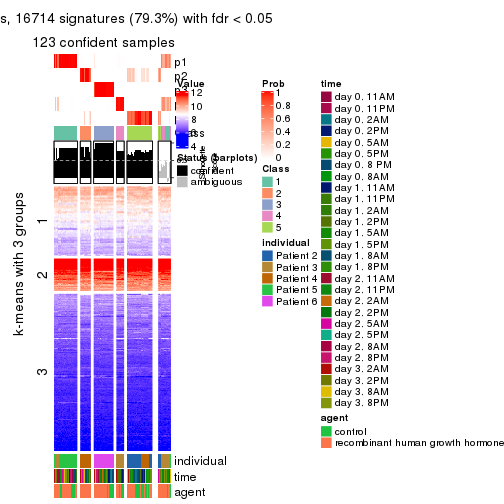 s, 16714 signatures (79.3%) with fdr < 0.05
123 confident samples
p1
p2
Value
12
10
8
6
4
Status (barplots)
confident
ambiguous
k-means with 3 groups
1
2
3
individual
time
agent
Prob
1
0.8
0.6
0.4
0.2
0
Class
1
2
3
4
5
individual
Patient 2
Patient 3
Patient 4
Patient 5
Patient 6
time
day 0. 11AM
day 0. 11PM
day 0. 2AM
day 0. 2PM
day 0. 5AM
day 0. 5PM
day 0. 8 PM
day 0. 8AM
day 1. 11AM
day 1. 11PM
day 1. 2AM
day 1. 2PM
day 1. 5AM
day 1. 5PM
day 1. 8AM
day 1. 8PM
day 2. 11AM
day 2. 11PM
day 2. 2AM
day 2. 2PM
day 2. 5AM
day 2. 5PM
day 2. 8AM
day 2. 8PM
day 3. 2AM
day 3. 2PM
day 3. 8AM
day 3. 8PM
agent
control
recombinant human growth hormone